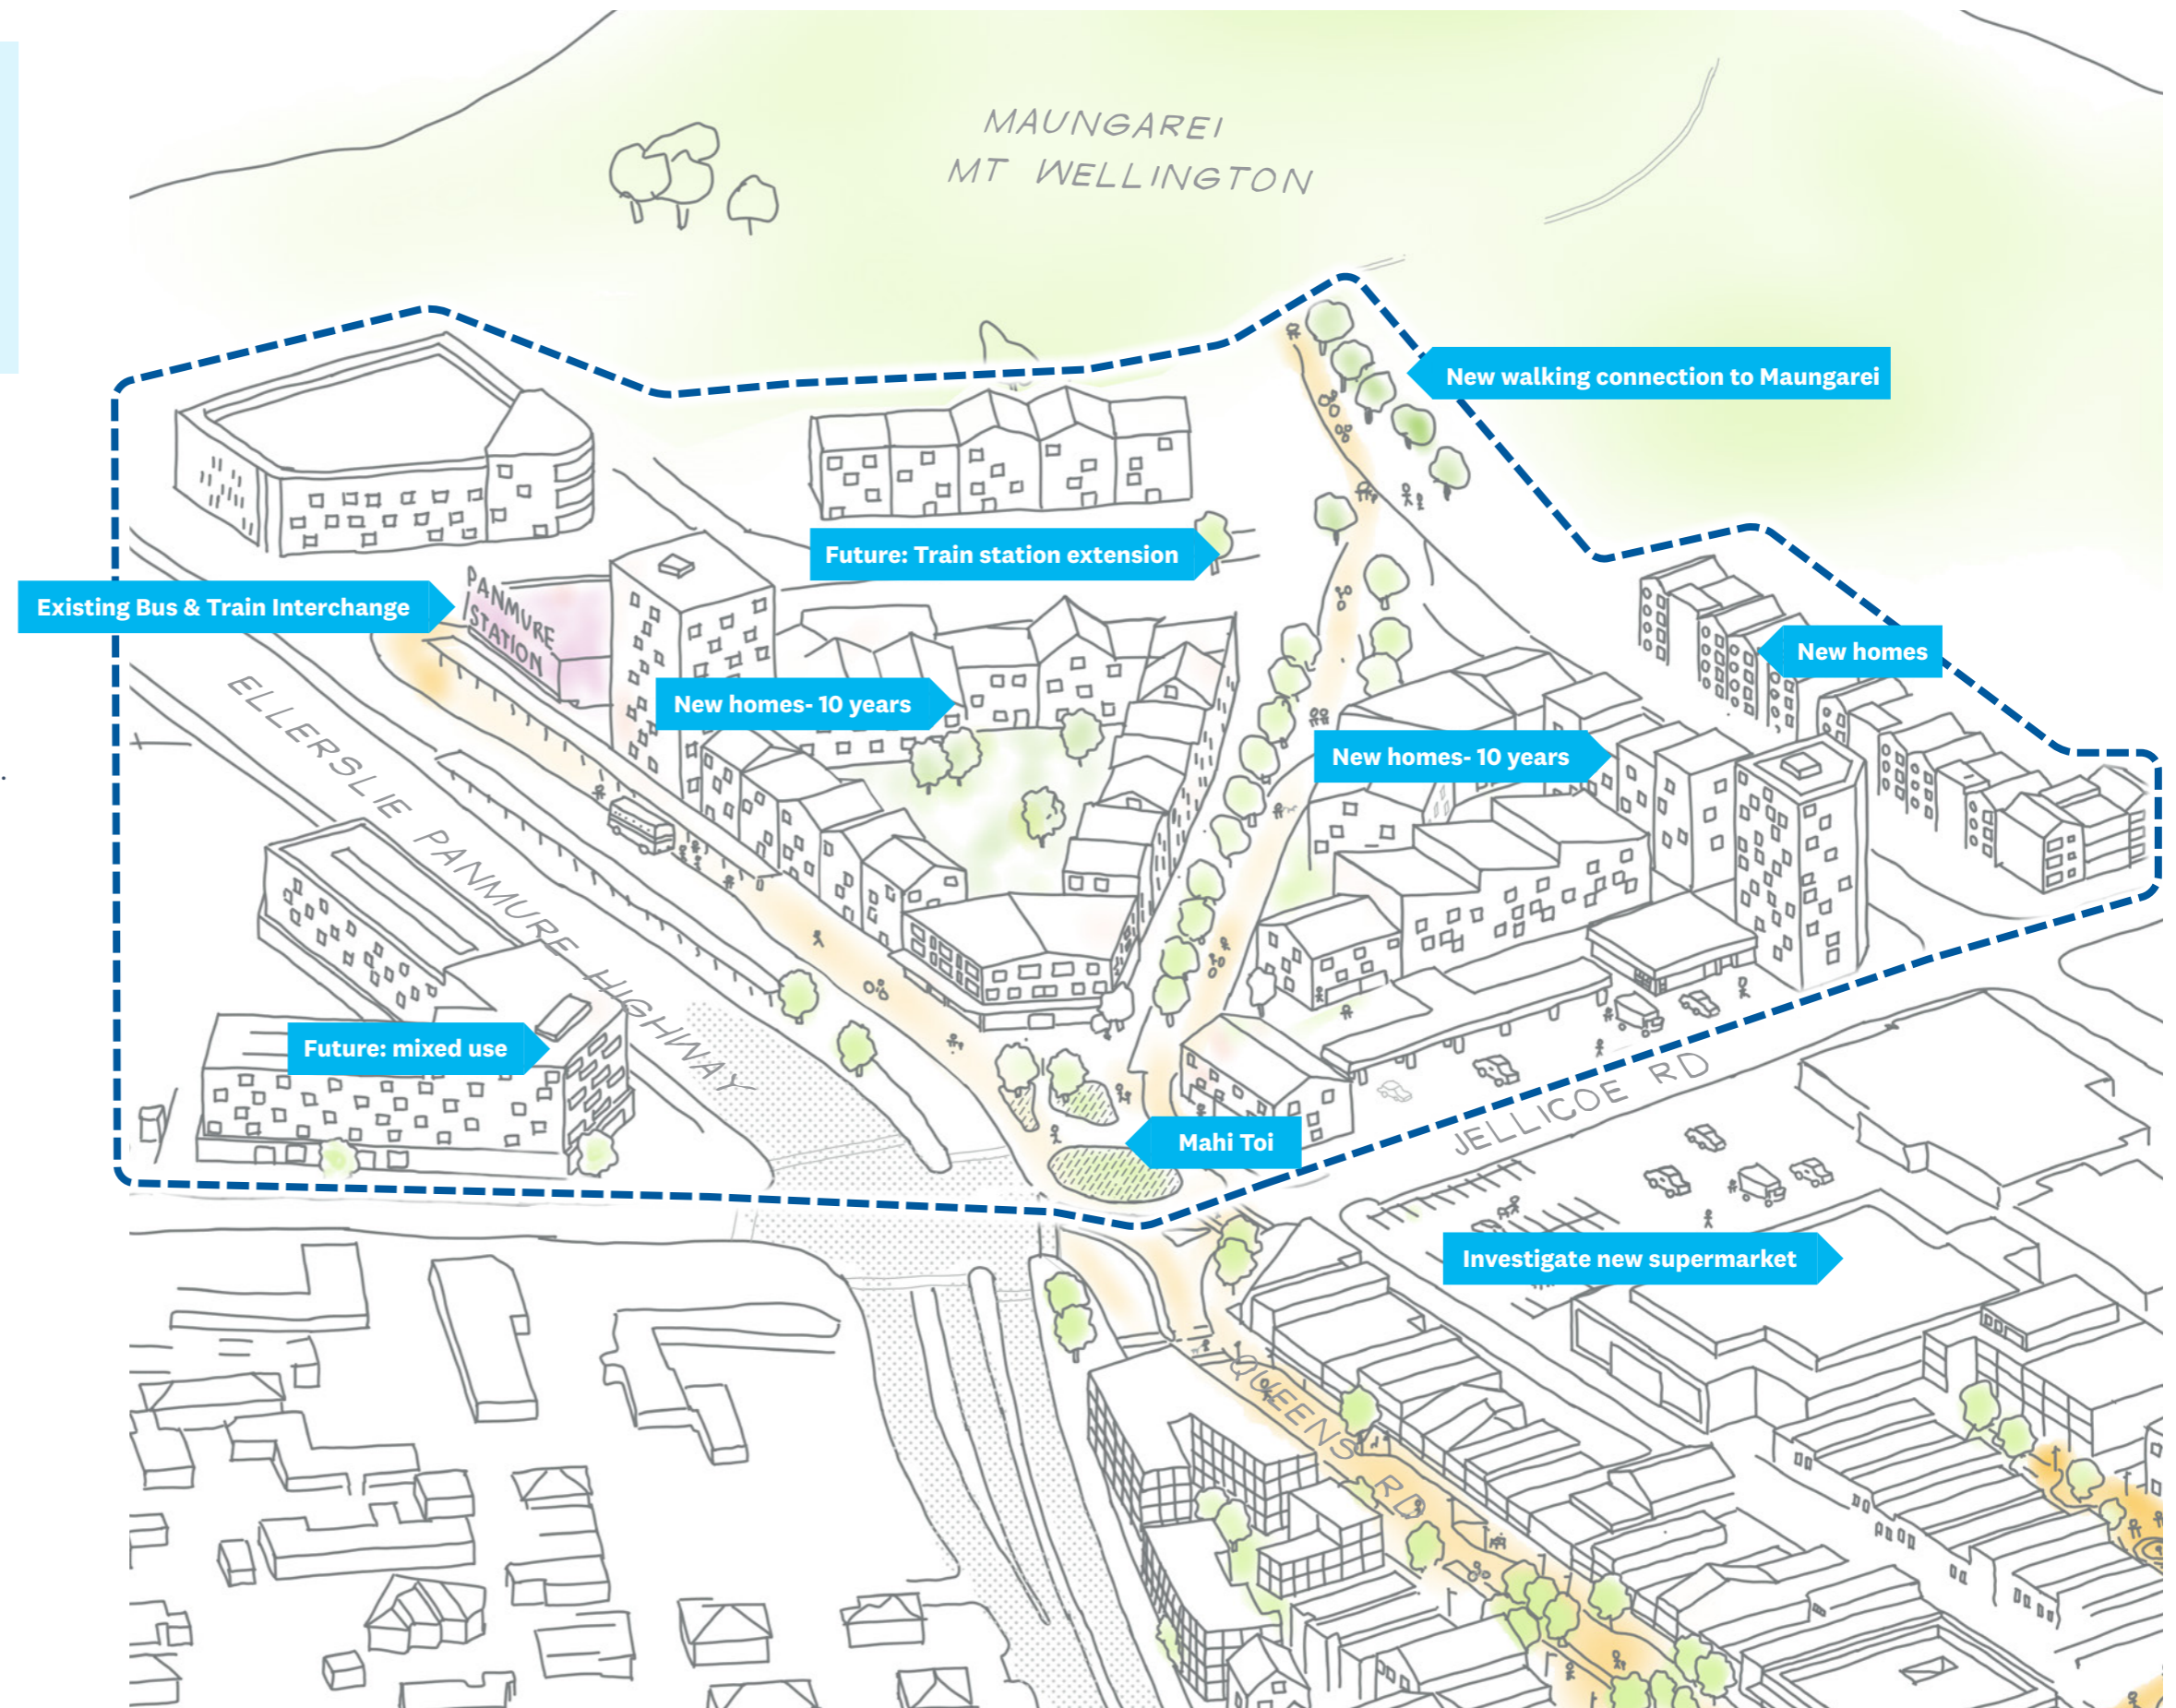 MAUNGAREI
MT WELLINGTON
New walking connection to Maungarei
Future: Train station extension
Existing Bus & Train Interchange
PANMURE
STATION
New homes
New homes- 10 years
New homes- 10 years
ELLERSLIE PANMURE HIGHWAY
Future: mixed use
JELLICOE RD
Mahi Toi
Investigate new supermarket
QUEENS RD